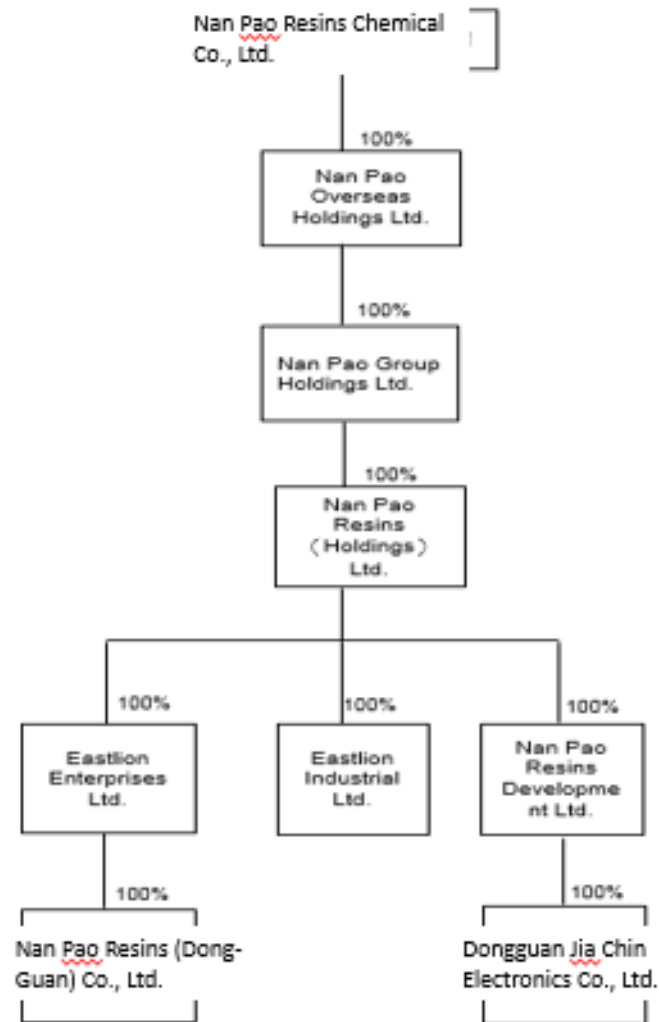 Nan Pao Resins Chemical
Co., Ltd.
100%
Nan Pao
Overseas
Holdings Ltd.
100%
Nan Pao Group
Holdings Ltd.
100%
Nan Pao
Resins
（Holdings）
Ltd.
100%
100%
100%
Eastlion
Enterprises
Ltd.
Eastlion
Industrial
Ltd.
Nan Pao
Resins
Developme
nt Ltd.
100%
100%
Nan Pao Resins (Dong-
Guan) Co., Ltd.
Dongguan Jia Chin
Electronics Co., Ltd.